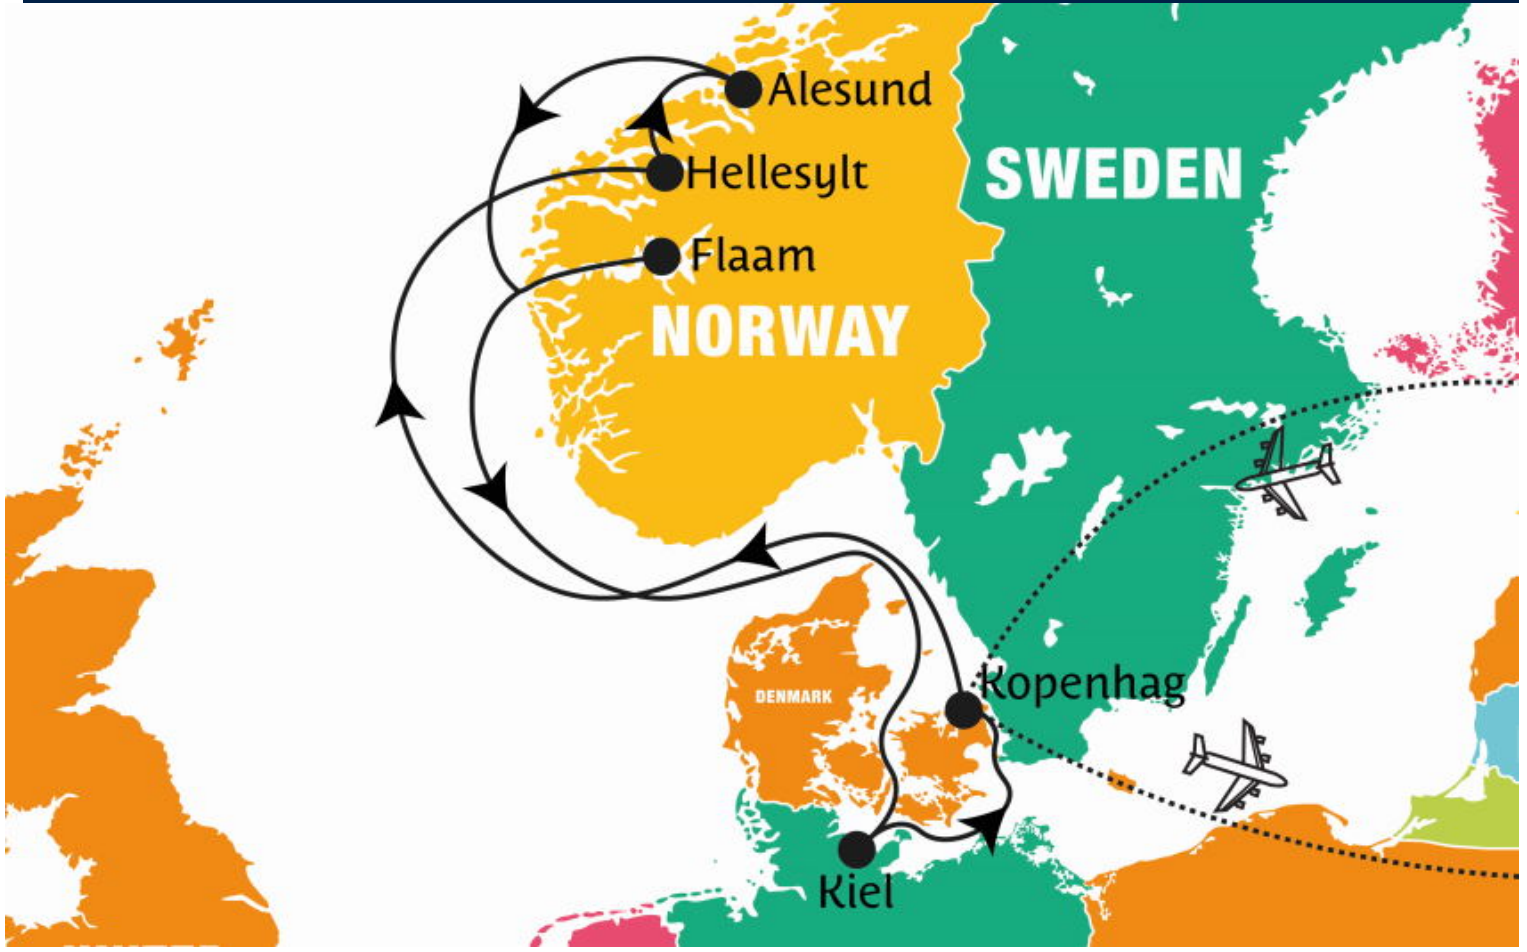 Alesund
Hellesylt
SWEDEN
Flaam
NORWAY
Kopenhag
DENMARK
Kiel